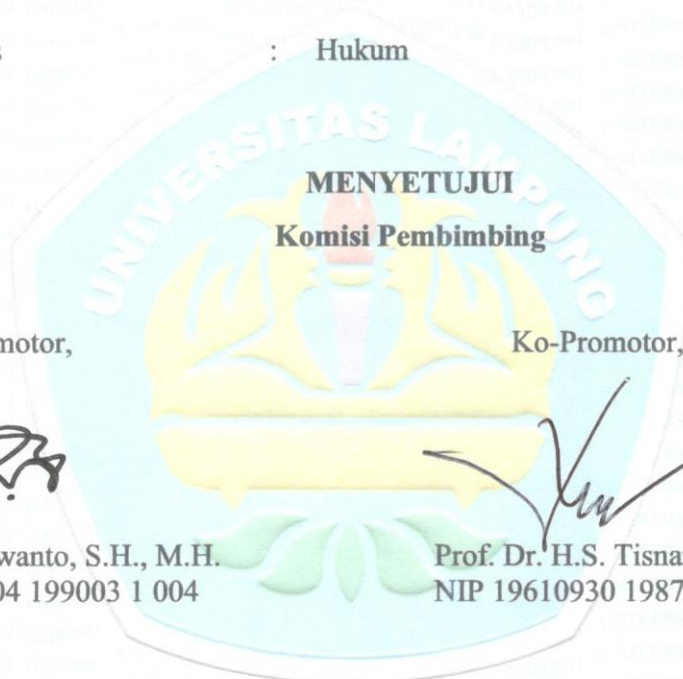 : Hukum
UNIVERSITAS LAMPUNG
MENYETUJUI
Komisi Pembimbing
motor,
Ko-Promotor,
wanto, S.H., M.H.
Prof. Dr. H.S. Tisna
04 199003 1 004
NIP 19610930 1987